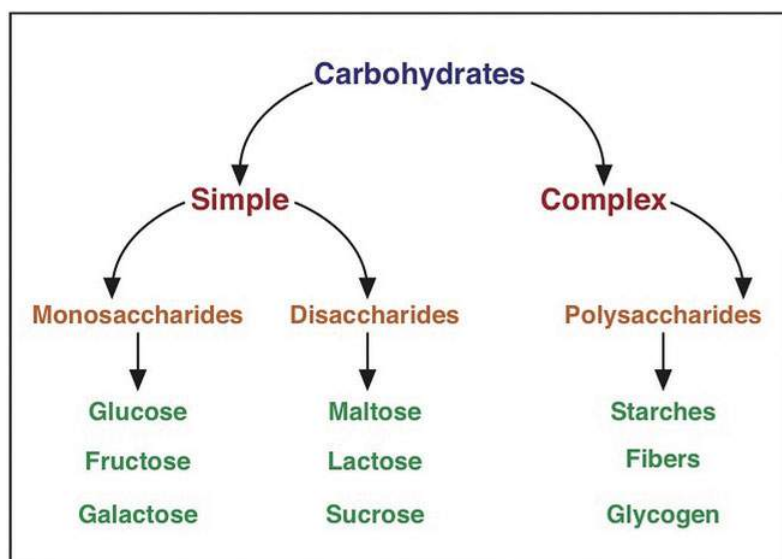 Carbohydrates
Simple
Complex
Monosaccharides
Disaccharides
Polysaccharides
Glucose
Maltose
Starches
Fructose
Lactose
Fibers
Galactose
Sucrose
Glycogen